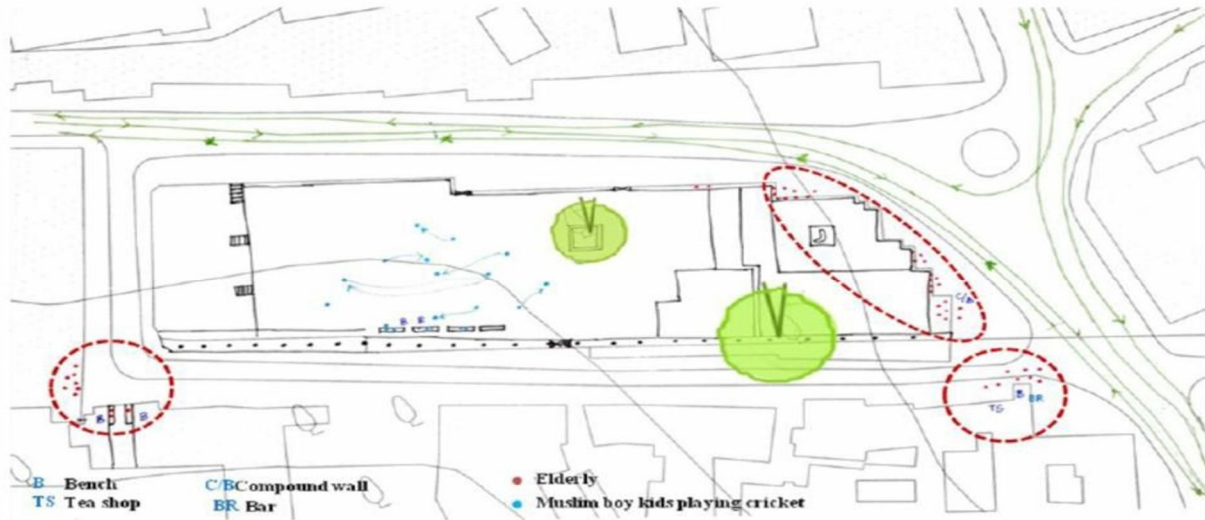 C/B
B B
B B
B BR
TS
B Bench
C/B Compound wall
Elderly
TS Tea shop
BR Bar
Muslim boy kids playing cricket